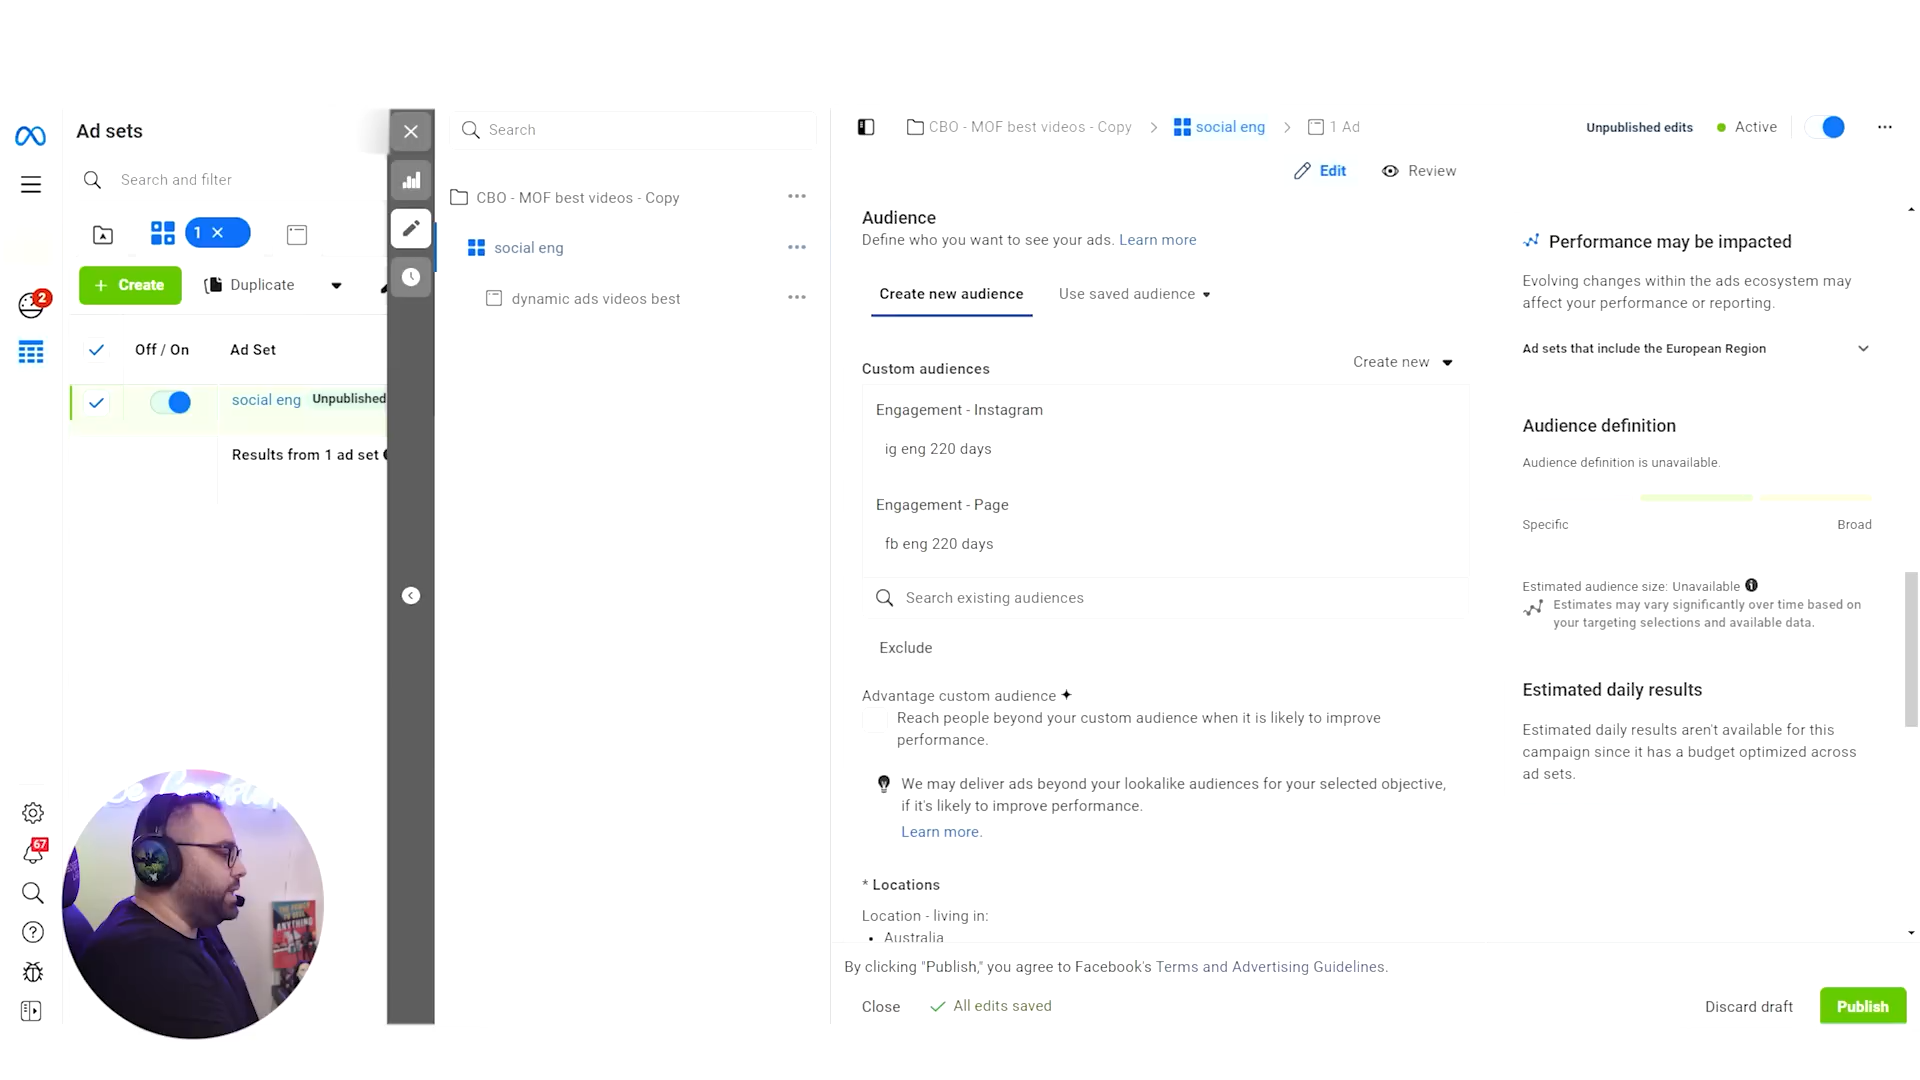 Ad sets
Search and filter
1
Create
Duplicate
2
Off / On
Ad Set
social eng
Unpublished
Results from 1 ad set
67
THE POWER
TO SELL
ANYTHING
Search
CBO - MOF best videos - Copy
social eng
dynamic ads videos best
CBO - MOF best videos - Copy
social eng
1 Ad
Unpublished edits
Active
Edit
Review
Audience
Define who you want to see your ads. Learn more
Create new audience
Use saved audience
Custom audiences
Create new
Engagement - Instagram
ig eng 220 days
Engagement - Page
fb eng 220 days
Search existing audiences
Exclude
Advantage custom audience
Reach people beyond your custom audience when it is likely to improve
performance.
We may deliver ads beyond your lookalike audiences for your selected objective,
if it's likely to improve performance.
Learn more.
* Locations
Location - living in:
Australia
By clicking "Publish," you agree to Facebook's Terms and Advertising Guidelines.
Close
All edits saved
Discard draft
Publish
Performance may be impacted
Evolving changes within the ads ecosystem may
affect your performance or reporting.
Ad sets that include the European Region
Audience definition
Audience definition is unavailable.
Specific
Broad
Estimated audience size: Unavailable
Estimates may vary significantly over time based on
your targeting selections and available data.
Estimated daily results
Estimated daily results aren't available for this
campaign since it has a budget optimized across
ad sets.